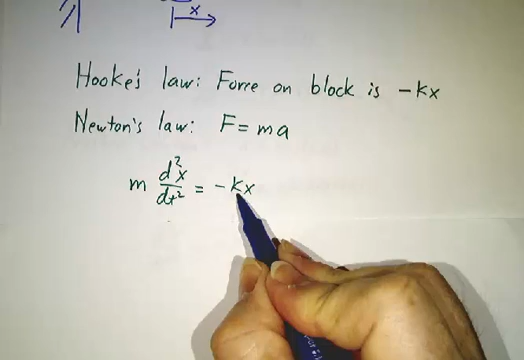 x
Hooke's law: Force on block is -kx
Newton's law: F = ma
m d²x/dt² = -kx